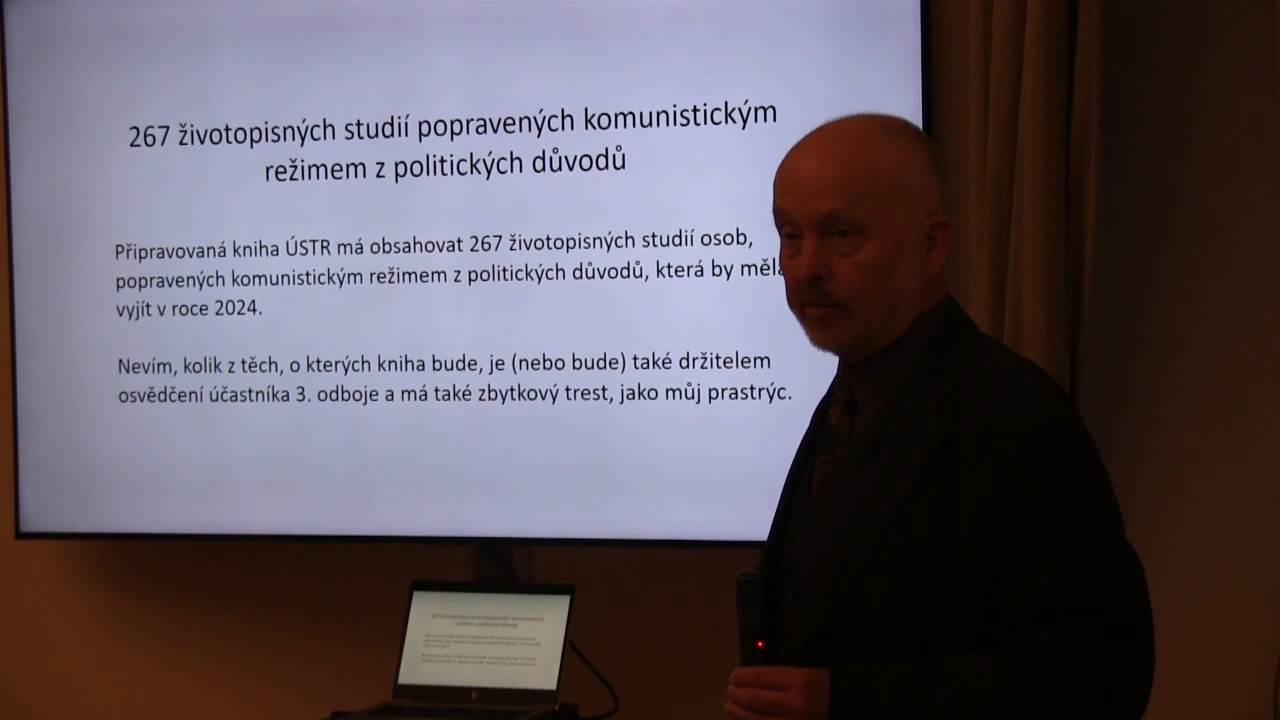 267 životopisných studií popravených komunistickým
režimem z politických důvodů
Připravovaná kniha ÚSTR má obsahovat 267 životopisných studií osob,
popravených komunistickým režimem z politických důvodů, která by měla
vyjít v roce 2024.
Nevím, kolik z těch, o kterých kniha bude, je (nebo bude) také držitelem
osvědčení účastníka 3. odboje a má také zbytkový trest, jako můj prastrýc.